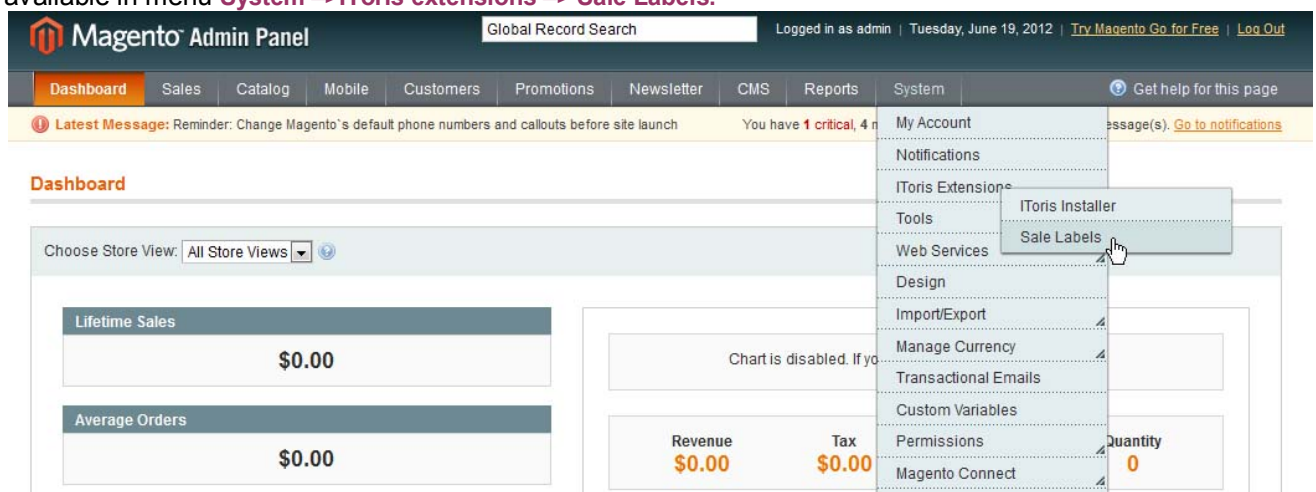 available in menu System –>IToris extensions –> Sale Labels.
Magento Admin Panel
Global Record Search
Logged in as admin | Tuesday, June 19, 2012 | Try Magento Go for Free | Log Out
Dashboard Sales Catalog Mobile Customers Promotions Newsletter CMS Reports System Get help for this page
Latest Message: Reminder: Change Magento`s default phone numbers and callouts before site launch You have 1 critical, 4 essage(s). Go to notifications
My Account
Notifications
Dashboard
IToris Extensions
IToris Installer
Tools
Sale Labels
Choose Store View: All Store Views
Web Services
Design
Lifetime Sales
Import/Export
$0.00
Chart is disabled. If yo
Manage Currency
Transactional Emails
Average Orders
Custom Variables
Revenue Tax Quantity
Permissions
$0.00
$0.00 $0.00 0
Magento Connect